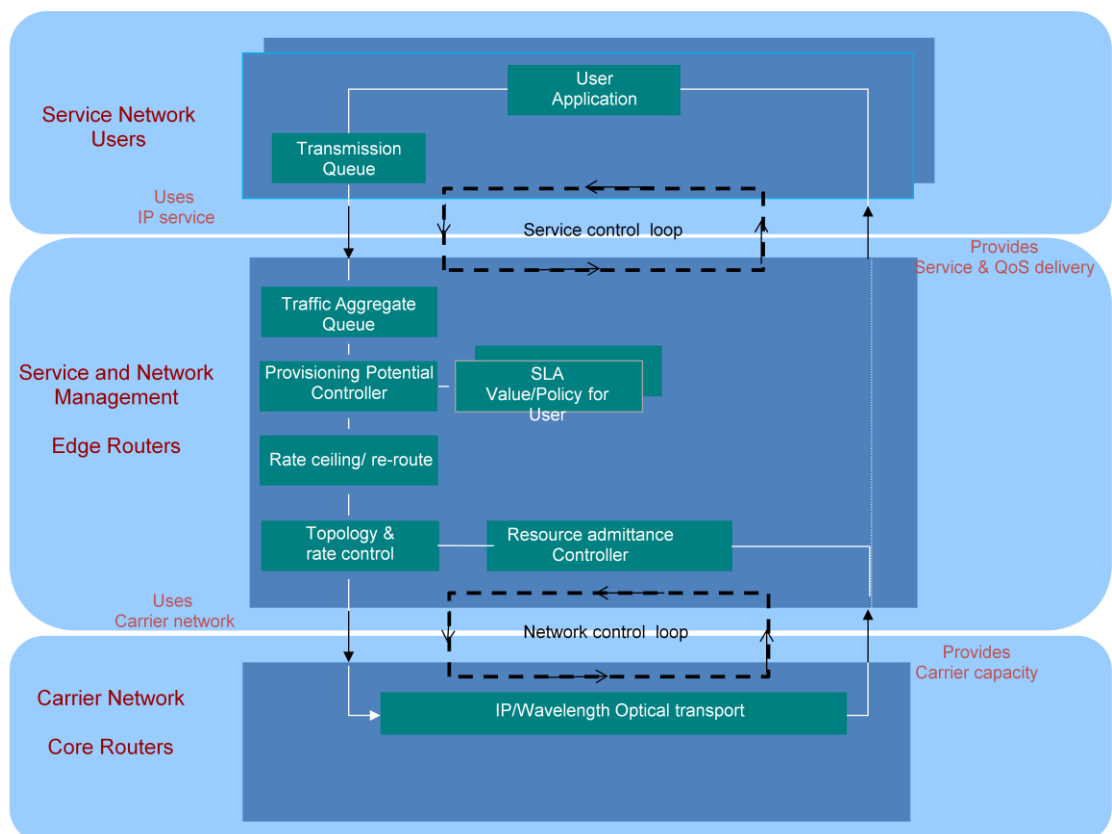 Service Network
Users
User
Application
Transmission
Queue
Uses
IP service
Service control  loop
Provides
Service & QoS delivery
Service and Network
Management
Edge Routers
Traffic Aggregate
Queue
Provisioning Potential
Controller
SLA
Value/Policy for
User
Rate ceiling/ re-route
Topology &
rate control
Resource admittance
Controller
Uses
Carrier network
Network control  loop
Provides
Carrier capacity
Carrier Network
Core Routers
IP/Wavelength Optical transport